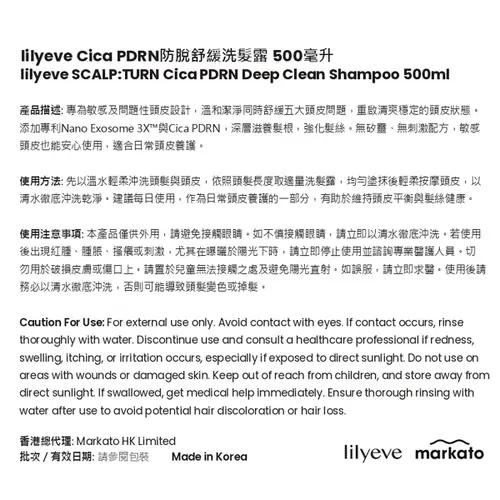 lilyeve Cica PDRN防脫舒緩洗髮露 500毫升
lilyeve SCALP:TURN Cica PDRN Deep Clean Shampoo 500ml
產品描述: 專為敏感及問題性頭皮設計，溫和潔淨同時舒緩五大頭皮問題，重啟清爽穩定的頭皮狀態。
添加專利Nano Exosome 3X™與Cica PDRN，深層滋養髮根，強化髮絲。無矽靈、無刺激配方，敏感
頭皮也能安心使用，適合日常頭皮養護。
使用方法: 先以溫水輕柔沖洗頭髮與頭皮，依照頭髮長度取適量洗髮露，均勻塗抹後輕柔按摩頭皮，以
清水徹底沖洗乾淨。建議每日使用，作為日常頭皮養護的一部分，有助於維持頭皮平衡與髮絲健康。
使用注意事項: 本產品僅供外用，請避免接觸眼睛。如不慎接觸眼睛，請立即以清水徹底沖洗。若使用
後出現紅腫、腫脹、搔癢或刺激，尤其在曝曬於陽光下時，請立即停止使用並諮詢專業醫護人員。切
勿用於破損皮膚或傷口上。請置於兒童無法接觸之處及避免陽光直射。如誤服，請立即求醫。使用後請
務必以清水徹底沖洗，否則可能導致頭髮變色或掉髮。
Caution For Use: For external use only. Avoid contact with eyes. If contact occurs, rinse
thoroughly with water. Discontinue use and consult a healthcare professional if redness,
swelling, itching, or irritation occurs, especially if exposed to direct sunlight. Do not use on
areas with wounds or damaged skin. Keep out of reach from children, and store away from
direct sunlight. If swallowed, get medical help immediately. Ensure thorough rinsing with
water after use to avoid potential hair discoloration or hair loss.
香港總代理: Markato HK Limited
批次 / 有效日期: 請參閱包裝 Made in Korea
lilyeve markato